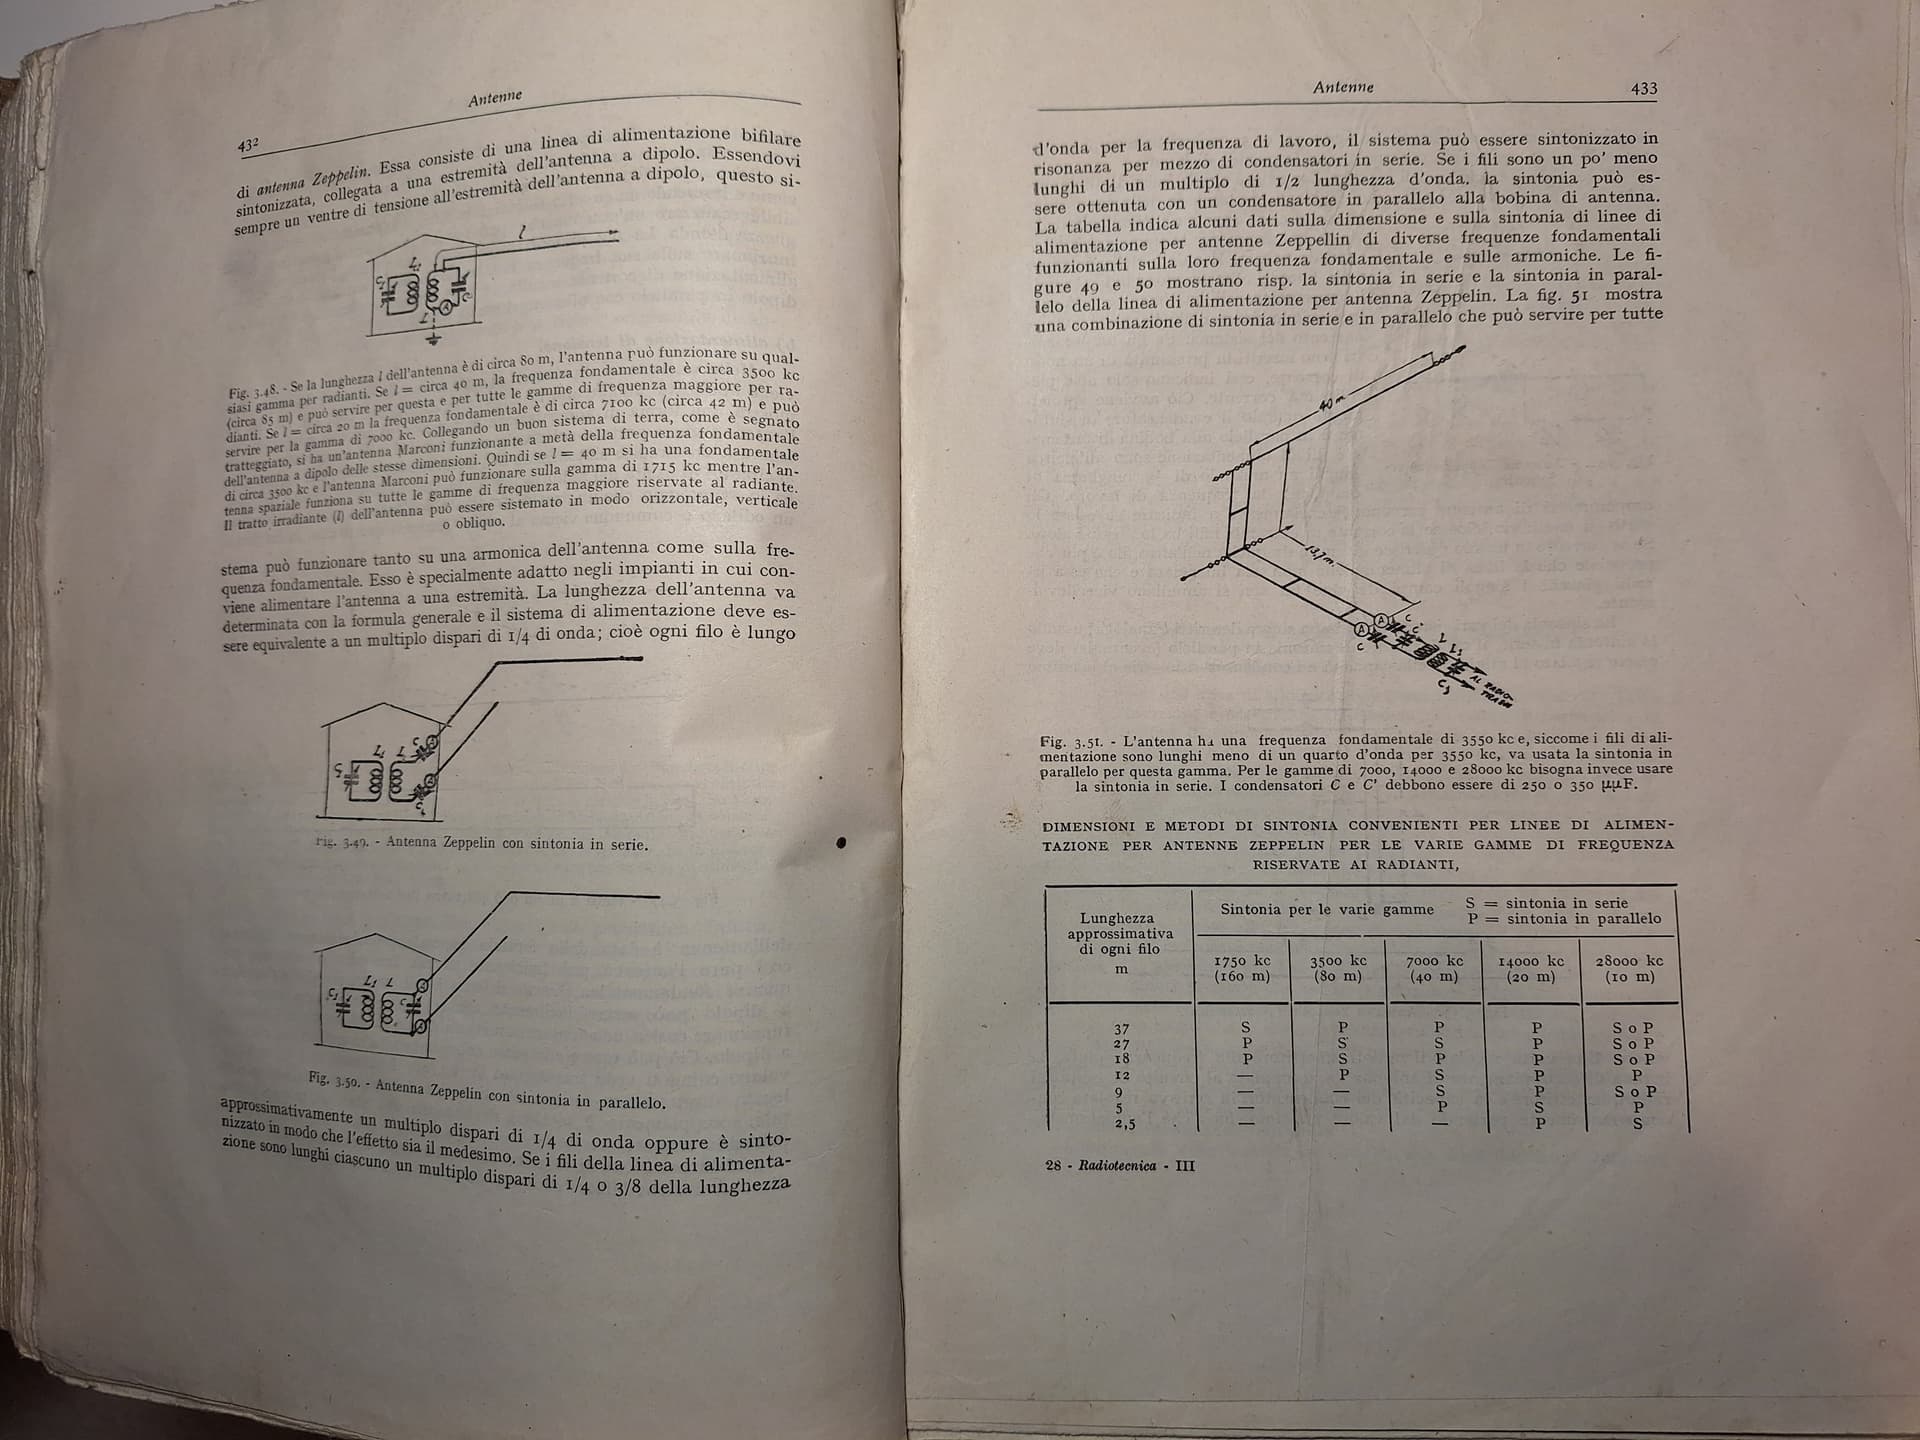 432
Antenne
di antenna Zeppelin. Essa consiste di una linea di alimentazione bifilare
sintonizzata, collegata a una estremità dell'antenna a dipolo. Essendovi
sempre un ventre di tensione all'estremità dell'antenna a dipolo, questo si-
l
L₁
C₁
C
L
A
Fig. 3.48. - Se la lunghezza l dell'antenna è di circa 80 m, l'antenna può funzionare su qual-
siasi gamma per radianti. Se l = circa 40 m, la frequenza fondamentale è circa 3500 kc
(circa 85 m) e può servire per questa e per tutte le gamme di frequenza maggiore per ra-
dianti. Se l = circa 20 m la frequenza fondamentale è di circa 7100 kc (circa 42 m) e può
servire per la gamma di 7000 kc. Collegando un buon sistema di terra, come è segnato
tratteggiato, si ha un'antenna Marconi funzionante a metà della frequenza fondamentale
dell'antenna a dipolo delle stesse dimensioni. Quindi se l = 40 m si ha una fondamentale
di circa 3500 kc e l'antenna Marconi può funzionare sulla gamma di 1715 kc mentre l'an-
tenna spaziale funziona su tutte le gamme di frequenza maggiore riservate al radiante.
Il tratto irradiante (l) dell'antenna può essere sistemato in modo orizzontale, verticale
o obliquo.
stema può funzionare tanto su una armonica dell'antenna come sulla fre-
quenza fondamentale. Esso è specialmente adatto negli impianti in cui con-
viene alimentare l'antenna a una estremità. La lunghezza dell'antenna va
determinata con la formula generale e il sistema di alimentazione deve es-
sere equivalente a un multiplo dispari di 1/4 di onda; cioè ogni filo è lungo
C
A
L₁ L
C₁
A
C
Fig. 3.49. - Antenna Zeppelin con sintonia in serie.
L₁ L
C₁
C
A
A
Fig. 3.50. - Antenna Zeppelin con sintonia in parallelo.
approssimativamente un multiplo dispari di 1/4 di onda oppure è sinto-
nizzato in modo che l'effetto sia il medesimo. Se i fili della linea di alimenta-
zione sono lunghi ciascuno un multiplo dispari di 1/4 o 3/8 della lunghezza
Antenne
433
d'onda per la frequenza di lavoro, il sistema può essere sintonizzato in
risonanza per mezzo di condensatori in serie. Se i fili sono un po' meno
lunghi di un multiplo di 1/2 lunghezza d'onda. la sintonia può es-
sere ottenuta con un condensatore in parallelo alla bobina di antenna.
La tabella indica alcuni dati sulla dimensione e sulla sintonia di linee di
alimentazione per antenne Zeppellin di diverse frequenze fondamentali
funzionanti sulla loro frequenza fondamentale e sulle armoniche. Le fi-
gure 49 e 50 mostrano risp. la sintonia in serie e la sintonia in paral-
lelo della linea di alimentazione per antenna Zeppelin. La fig. 51 mostra
una combinazione di sintonia in serie e in parallelo che può servire per tutte
40 m
13,7 m.
A C C' L L₁
A
C
C₁
AL RADIO-
Fig. 3.51. - L'antenna ha una frequenza fondamentale di 3550 kc e, siccome i fili di ali-
mentazione sono lunghi meno di un quarto d'onda per 3550 kc, va usata la sintonia in
parallelo per questa gamma. Per le gamme di 7000, 14000 e 28000 kc bisogna invece usare
la sintonia in serie. I condensatori C e C' debbono essere di 250 o 350 μμF.
DIMENSIONI E METODI DI SINTONIA CONVENIENTI PER LINEE DI ALIMEN-
TAZIONE PER ANTENNE ZEPPELIN PER LE VARIE GAMME DI FREQUENZA
RISERVATE AI RADIANTI,
Lunghezza
approssimativa
di ogni filo
m
Sintonia per le varie gamme
S = sintonia in serie
P = sintonia in parallelo
1750 kc 3500 kc 7000 kc 14000 kc 28000 kc
(160 m) (80 m) (40 m) (20 m) (10 m)
37 S P P P S o P
27 P S S P S o P
18 P S P P S o P
12 — P S P P
9 — — S P S o P
5 — — P S P
2,5 — — — P S
28 - Radiotecnica - III